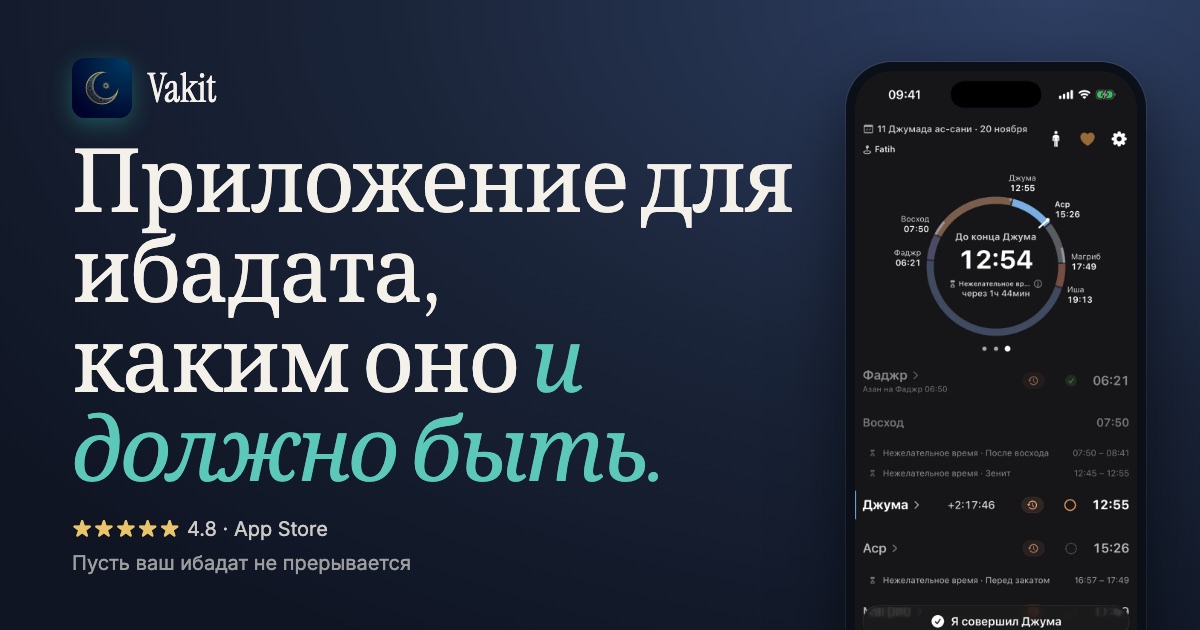 Vakit
Приложение для
ибадата,
каким оно и
должно быть.
4.8 · App Store
Пусть ваш ибадат не прерывается
09:41
11 Джумада ас-сани · 20 ноября
Fatih
Джума
12:55
Аср
15:26
Восход
07:50
До конца Джума
12:54
Фаджр
06:21
Магриб
17:49
Нежелательное вр...
через 1ч 44мин
Иша
19:13
Фаджр
06:21
Азан на Фаджр 06:50
Восход
07:50
Нежелательное время · После восхода
07:50 – 08:41
Нежелательное время · Зенит
12:45 – 12:55
Джума
+2:17:46
12:55
Аср
15:26
Нежелательное время · Перед закатом
16:57 – 17:49
Я совершил Джума